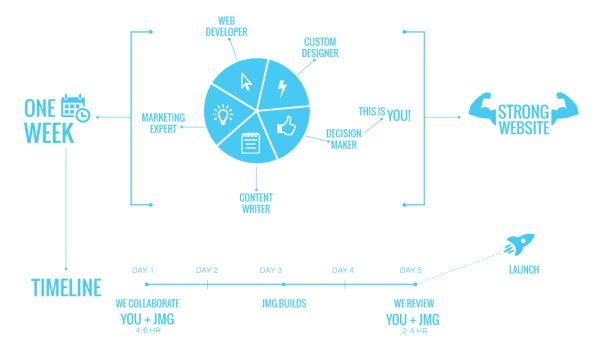 WEB
DEVELOPER
CUSTOM
DESIGNER
ONE
WEEK
MARKETING
EXPERT
THIS IS YOU!
DECISION
MAKER
CONTENT
WRITER
STRONG
WEBSITE
TIMELINE
DAY 1
DAY 2
DAY 3
DAY 4
DAY 5
LAUNCH
WE COLLABORATE
YOU + JMG
4-6 HR
JMG BUILDS
WE REVIEW
YOU + JMG
2-4 HR